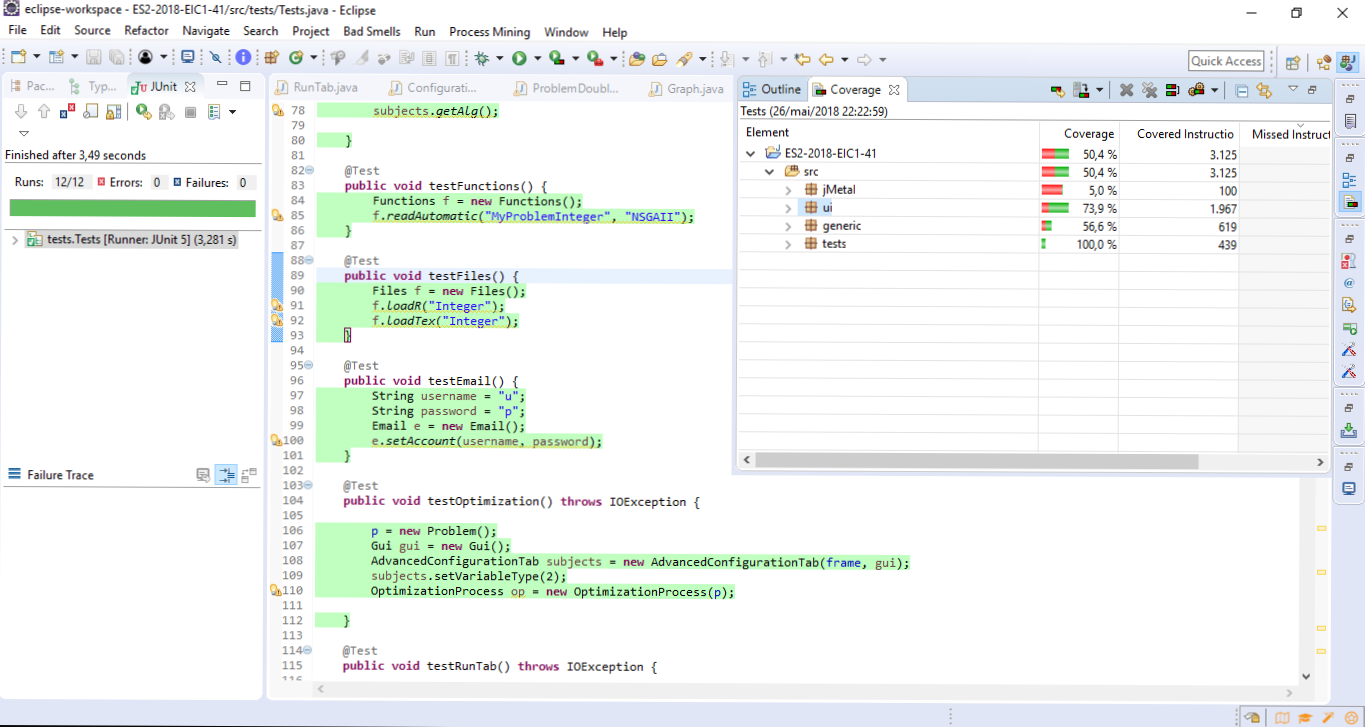 eclipse-workspace - ES2-2018-EIC1-41/src/tests/Tests.java - Eclipse
File Edit Source Refactor Navigate Search Project Bad Smells Run Process Mining Window Help
Quick Access
Pac... Typ... JUnit
Finished after 3,49 seconds
Runs: 12/12 Errors: 0 Failures: 0
tests.Tests [Runner: JUnit 5] (3,281 s)
Failure Trace
RunTab.java Configurati... ProblemDoubl... Graph.java
78 subjects.getAlg();
79
80 }
81
82 @Test
83 public void testFunctions() {
84 Functions f = new Functions();
85 f.readAutomatic("MyProblemInteger", "NSGAII");
86 }
87
88 @Test
89 public void testFiles() {
90 Files f = new Files();
91 f.loadR("Integer");
92 f.loadTex("Integer");
93 }
94
95 @Test
96 public void testEmail() {
97 String username = "u";
98 String password = "p";
99 Email e = new Email();
100 e.setAccount(username, password);
101 }
102
103 @Test
104 public void testOptimization() throws IOException {
105
106 p = new Problem();
107 Gui gui = new Gui();
108 AdvancedConfigurationTab subjects = new AdvancedConfigurationTab(frame, gui);
109 subjects.setVariableType(2);
110 OptimizationProcess op = new OptimizationProcess(p);
111
112 }
113
114 @Test
115 public void testRunTab() throws IOException {
116
Outline Coverage
Tests (26/mai/2018 22:22:59)
Element Coverage Covered Instructio Missed Instruct
ES2-2018-EIC1-41 50,4 % 3.125
src 50,4 % 3.125
jMetal 5,0 % 100
ui 73,9 % 1.967
generic 56,6 % 619
tests 100,0 % 439